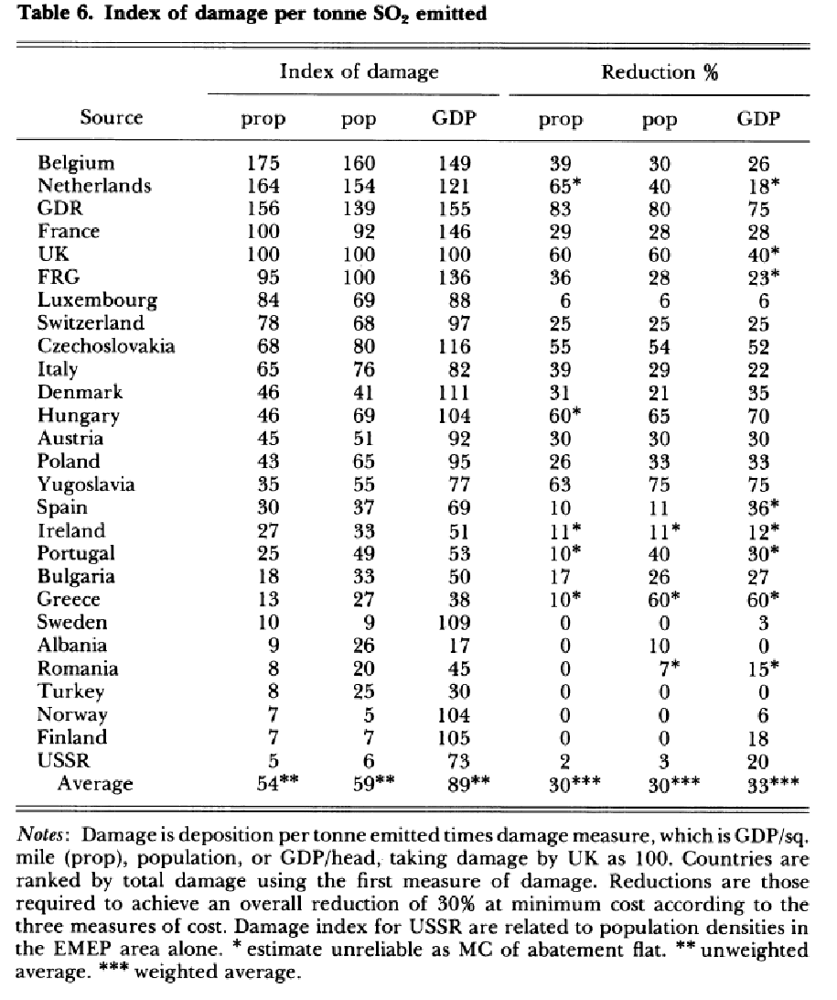 Table 6. Index of damage per tonne SO₂ emitted
Index of damage Reduction %
Source prop pop GDP prop pop GDP
Belgium 175 160 149 39 30 26
Netherlands 164 154 121 65* 40 18*
GDR 156 139 155 83 80 75
France 100 92 146 29 28 28
UK 100 100 100 60 60 40*
FRG 95 100 136 36 28 23*
Luxembourg 84 69 88 6 6 6
Switzerland 78 68 97 25 25 25
Czechoslovakia 68 80 116 55 54 52
Italy 65 76 82 39 29 22
Denmark 46 41 111 31 21 35
Hungary 46 69 104 60* 65 70
Austria 45 51 92 30 30 30
Poland 43 65 95 26 33 33
Yugoslavia 35 55 77 63 75 75
Spain 30 37 69 10 11 36*
Ireland 27 33 51 11* 11* 12*
Portugal 25 49 53 10* 40 30*
Bulgaria 18 33 50 17 26 27
Greece 13 27 38 10* 60* 60*
Sweden 10 9 109 0 0 3
Albania 9 26 17 0 10 0
Romania 8 20 45 0 7* 15*
Turkey 8 25 30 0 0 0
Norway 7 5 104 0 0 6
Finland 7 7 105 0 0 18
USSR 5 6 73 2 3 20
Average 54** 59** 89** 30*** 30*** 33***
Notes: Damage is deposition per tonne emitted times damage measure, which is GDP/sq.
mile (prop), population, or GDP/head, taking damage by UK as 100. Countries are
ranked by total damage using the first measure of damage. Reductions are those
required to achieve an overall reduction of 30% at minimum cost according to the
three measures of cost. Damage index for USSR are related to population densities in
the EMEP area alone. * estimate unreliable as MC of abatement flat. ** unweighted
average. *** weighted average.